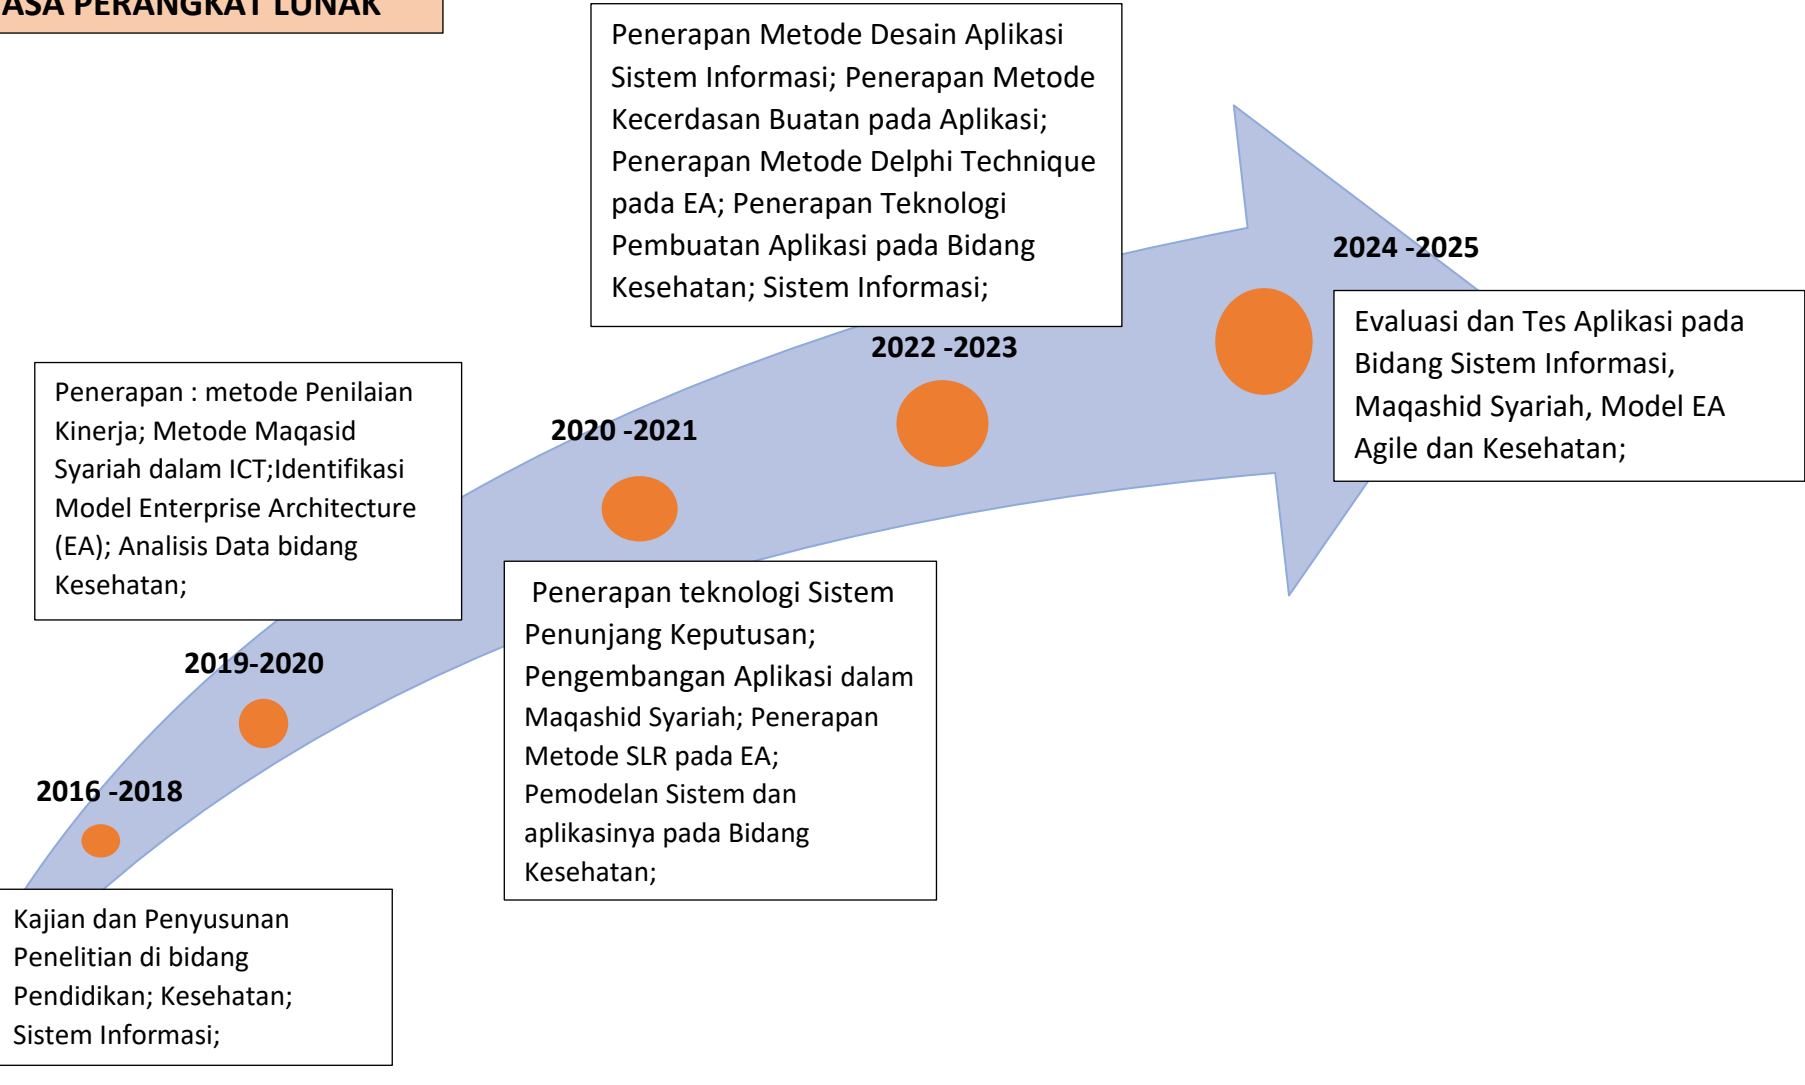 ASA PERANGKAT LUNAK
Penerapan Metode Desain Aplikasi
Sistem Informasi; Penerapan Metode
Kecerdasan Buatan pada Aplikasi;
Penerapan Metode Delphi Technique
pada EA; Penerapan Teknologi
Pembuatan Aplikasi pada Bidang
Kesehatan; Sistem Informasi;
2024 -2025
Evaluasi dan Tes Aplikasi pada
Bidang Sistem Informasi,
Maqashid Syariah, Model EA
Agile dan Kesehatan;
2022 -2023
Penerapan : metode Penilaian
Kinerja; Metode Maqasid
Syariah dalam ICT;Identifikasi
Model Enterprise Architecture
(EA); Analisis Data bidang
Kesehatan;
2020 -2021
Penerapan teknologi Sistem
Penunjang Keputusan;
Pengembangan Aplikasi dalam
Maqashid Syariah; Penerapan
Metode SLR pada EA;
Pemodelan Sistem dan
aplikasinya pada Bidang
Kesehatan;
2019-2020
2016 -2018
Kajian dan Penyusunan
Penelitian di bidang
Pendidikan; Kesehatan;
Sistem Informasi;